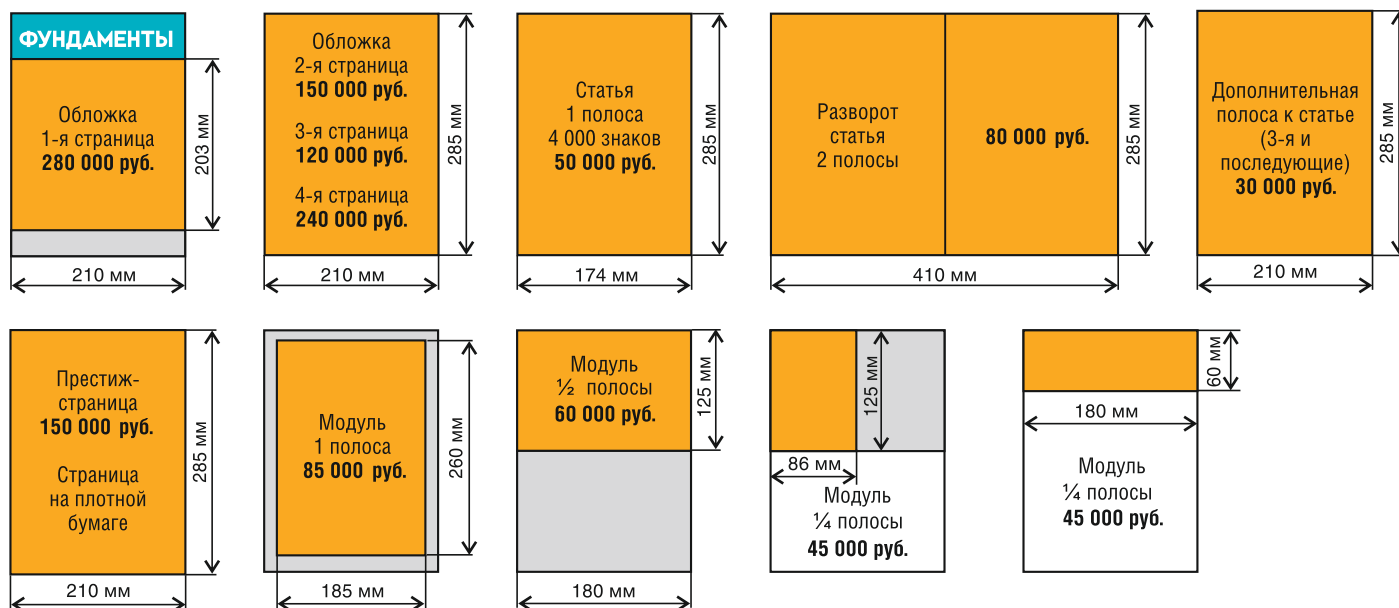 ФУНДАМЕНТЫ
Обложка
1-я страница
280 000 руб.
203 мм
210 мм
Обложка
2-я страница
150 000 руб.
3-я страница
120 000 руб.
4-я страница
240 000 руб.
285 мм
210 мм
Статья
1 полоса
4 000 знаков
50 000 руб.
285 мм
174 мм
Разворот
статья
2 полосы
80 000 руб.
285 мм
410 мм
Дополнительная
полоса к статье
(3-я и
последующие)
30 000 руб.
285 мм
210 мм
Престиж-
страница
150 000 руб.
Страница
на плотной
бумаге
285 мм
210 мм
Модуль
1 полоса
85 000 руб.
260 мм
185 мм
Модуль
½ полосы
60 000 руб.
125 мм
180 мм
125 мм
86 мм
Модуль
¼ полосы
45 000 руб.
60 мм
180 мм
Модуль
¼ полосы
45 000 руб.